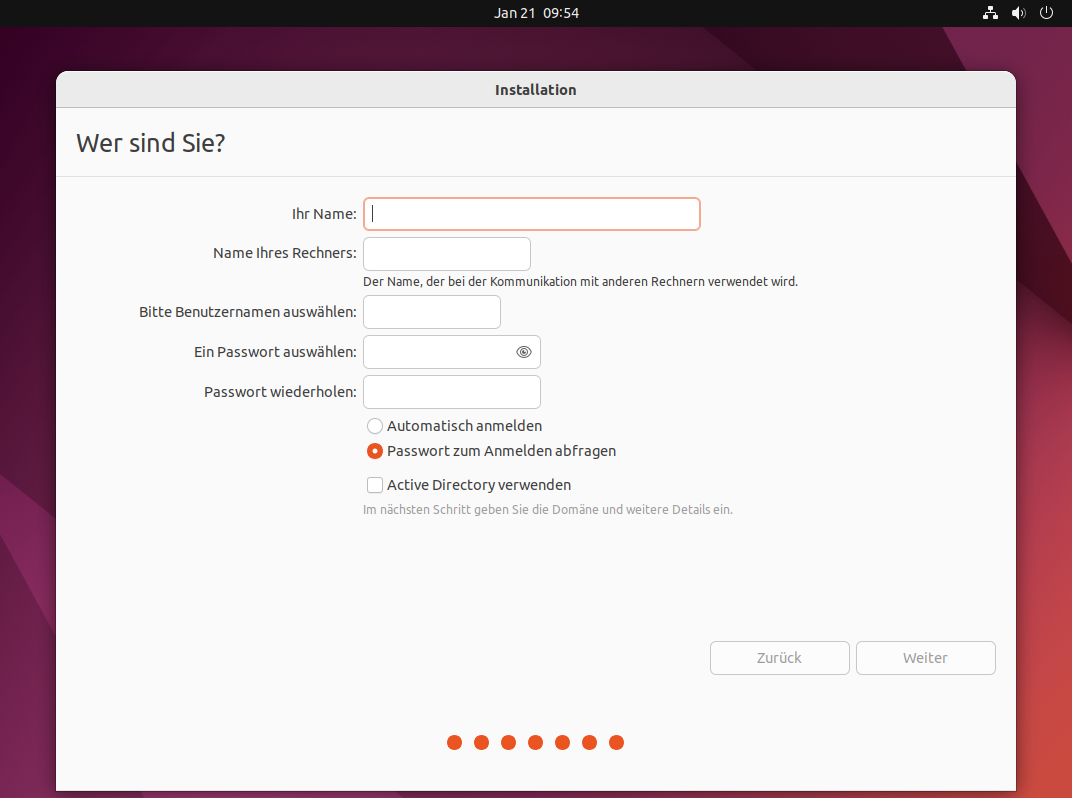 Jan 21 09:54
Installation
Wer sind Sie?
Ihr Name:
Name Ihres Rechners:
Der Name, der bei der Kommunikation mit anderen Rechnern verwendet wird.
Bitte Benutzernamen auswählen:
Ein Passwort auswählen:
Passwort wiederholen:
Automatisch anmelden
Passwort zum Anmelden abfragen
Active Directory verwenden
Im nächsten Schritt geben Sie die Domäne und weitere Details ein.
Zurück Weiter